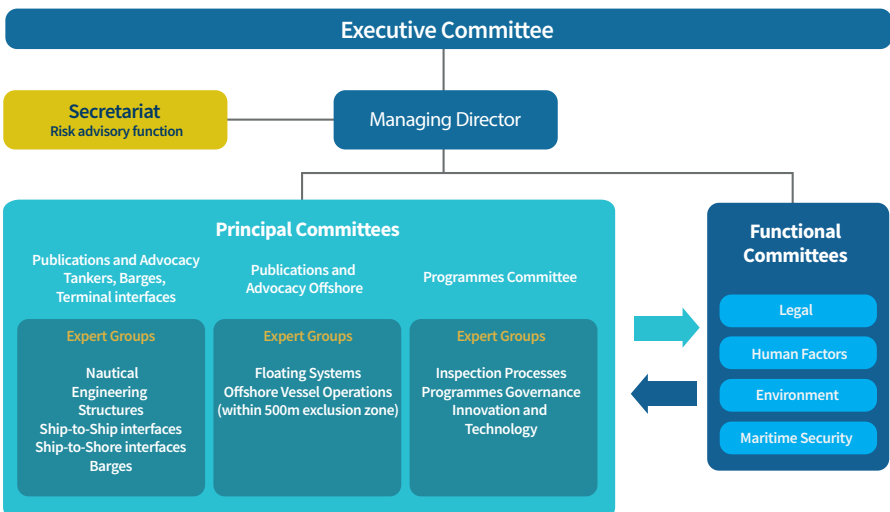 Executive Committee
Secretariat
Risk advisory function
Managing Director
Principal Committees
Publications and Advocacy
Tankers, Barges,
Terminal interfaces
Expert Groups
Nautical
Engineering
Structures
Ship-to-Ship interfaces
Ship-to-Shore interfaces
Barges
Publications and
Advocacy Offshore
Expert Groups
Floating Systems
Offshore Vessel Operations
(within 500m exclusion zone)
Programmes Committee
Expert Groups
Inspection Processes
Programmes Governance
Innovation and
Technology
Functional
Committees
Legal
Human Factors
Environment
Maritime Security